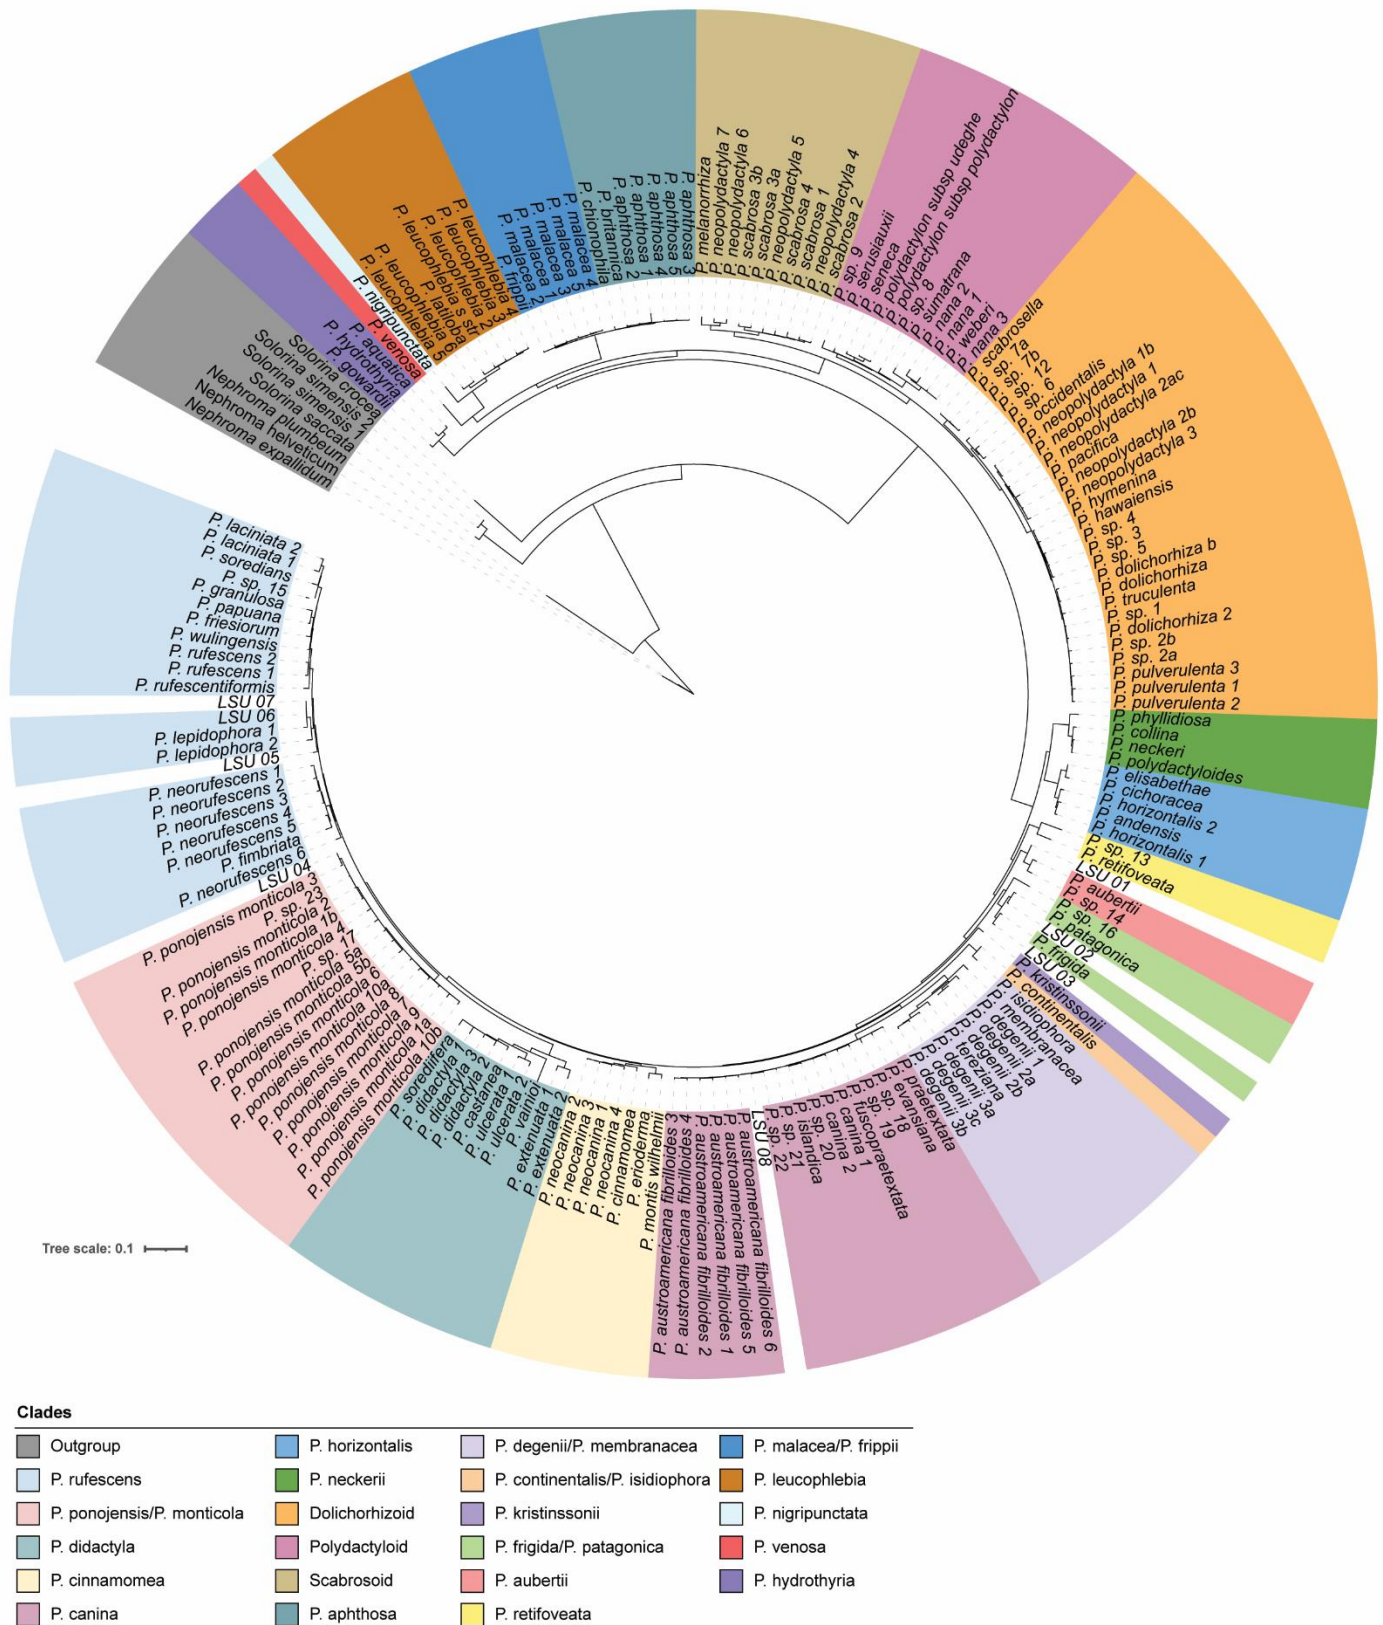 P. melanorrhiza
P. neopolydactyla 7
P. neopolydactyla 6
P. scabrosa 3b
P. scabrosa 3a
P. neopolydactyla 5
P. scabrosa 4
P. scabrosa 1
P. neopolydactyla 4
P. scabrosa 2
P. sp. 9
P. serusiauxii
P. seneca
P. polydactylon subsp udeghe
P. polydactylon subsp polydactylon
P. sp. 8
P. sumatrana
P. nana 2
P. nana 1
P. weberi
P. nana 3
P. scabrosella
P. sp. 7a
P. sp. 7b
P. sp. 12
P. sp. 6
P. occidentalis
P. neopolydactyla 1b
P. neopolydactyla 1
P. neopolydactyla 2ac
P. pacifica
P. neopolydactyla 2b
P. neopolydactyla 3
P. hymenina
P. hawaiensis
P. sp. 4
P. sp. 3
P. sp. 5
P. dolichorhiza b
P. dolichorhiza
P. truculenta
P. sp. 1
P. dolichorhiza 2
P. sp. 2b
P. sp. 2a
P. pulverulenta 3
P. pulverulenta 1
P. pulverulenta 2
P. phyllidiosa
P. collina
P. neckeri
P. polydactyloides
P. elisabethae
P. cichoracea
P. horizontalis 2
P. andensis
P. horizontalis 1
P. sp. 13
P. retifoveata
LSU 01
P. aubertii
P. sp. 14
P. sp. 16
P. patagonica
LSU 02
P. frigida
LSU 03
P. kristinssonii
P. continentalis
P. isidiophora
P. membranacea
P. degenii 1
P. degenii 2a
P. degenii 2b
P. tereziana
P. degenii 3a
P. degenii 3c
P. degenii 3b
P. praetextata
P. evansiana
P. sp. 18
P. sp. 19
P. fuscopraetextata
P. canina 1
P. canina 2
P. sp. 20
P. islandica
P. sp. 21
P. sp. 22
LSU 08
P. austroamericana fibrilloides 6
P. austroamericana fibrilloides 5
P. austroamericana fibrilloides 1
P. austroamericana fibrilloides 2
P. austroamericana fibrilloides 4
P. austroamericana fibrilloides 3
P. montis wilhelmii
P. erioderma
P. cinnamomea
P. neocanina 4
P. neocanina 1
P. neocanina 3
P. neocanina 2
P. extenuata 2
P. extenuata 1
P. vainioi
P. ulcerata 2
P. ulcerata 1
P. castanea
P. didactyla 2
P. didactyla 3
P. didactyla 1
P. soredifera
P. ponojensis monticola 10b
P. ponojensis monticola 1a
P. ponojensis monticola 9
P. ponojensis monticola 7
P. ponojensis monticola 8
P. ponojensis monticola 10a
P. ponojensis monticola 6
P. ponojensis monticola 5b
P. ponojensis monticola 5a
P. sp. 17
P. ponojensis monticola 4
P. ponojensis monticola 1b
P. ponojensis monticola 2
P. sp. 23
P. ponojensis monticola 3
LSU 04
P. neorufescens 6
P. fimbriata
P. neorufescens 5
P. neorufescens 4
P. neorufescens 3
P. neorufescens 2
P. neorufescens 1
LSU 05
P. lepidophora 2
P. lepidophora 1
LSU 06
LSU 07
P. rufescentiformis
P. rufescens 1
P. rufescens 2
P. wulingensis
P. friesiorum
P. papuana
P. granulosa
P. sp. 15
P. soredians
P. laciniata 1
P. laciniata 2
Nephroma expallidum
Nephroma helveticum
Nephroma plumbeum
Solorina saccata
Solorina simensis 1
Solorina simensis 2
Solorina crocea
P. gowardii
P. hydrothyria
P. aquatica
P. venosa
P. nigripunctata
P. leucophlebia 5
P. leucophlebia 6
P. latiloba
P. leucophlebia s str
P. leucophlebia 2
P. leucophlebia 3
P. leucophlebia 4
P. frippii
P. malacea 2
P. malacea 1
P. malacea 3
P. malacea 5
P. malacea 4
P. chionophila
P. britanica
P. aphthosa 2
P. aphthosa 1
P. aphthosa 4
P. aphthosa 5
P. aphthosa 3
Tree scale: 0.1
Clades
Outgroup
P. rufescens
P. ponojensis/P. monticola
P. didactyla
P. cinnamomea
P. canina
P. horizontalis
P. neckerii
Dolichorhizoid
Polydactyloid
Scabrosoid
P. aphthosa
P. degenii/P. membranacea
P. continentalis/P. isidiophora
P. kristinssonii
P. frigida/P. patagonica
P. aubertii
P. retifoveata
P. malacea/P. frippii
P. leucophlebia
P. nigripunctata
P. venosa
P. hydrothyria